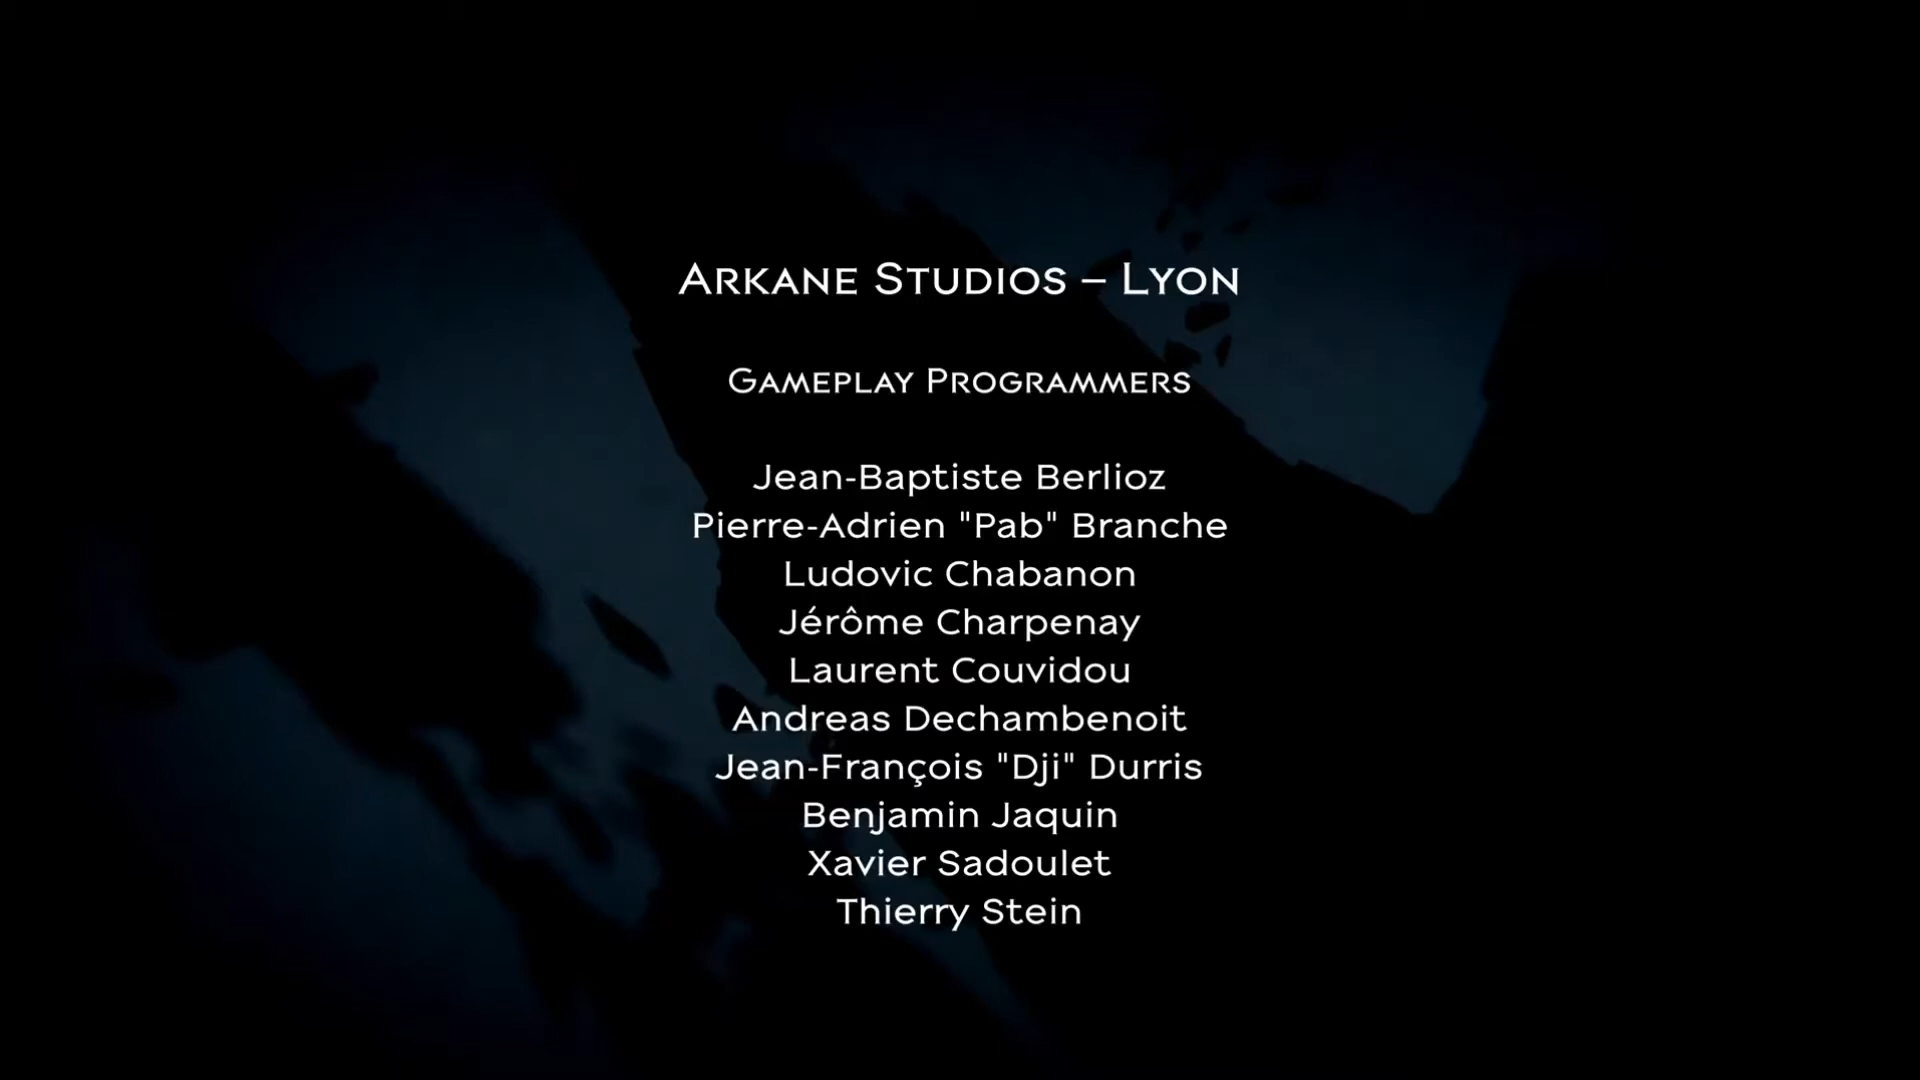 Arkane Studios – Lyon
Gameplay Programmers
Jean-Baptiste Berlioz
Pierre-Adrien "Pab" Branche
Ludovic Chabanon
Jérôme Charpenay
Laurent Couvidou
Andreas Dechambenoit
Jean-François "Dji" Durris
Benjamin Jaquin
Xavier Sadoulet
Thierry Stein